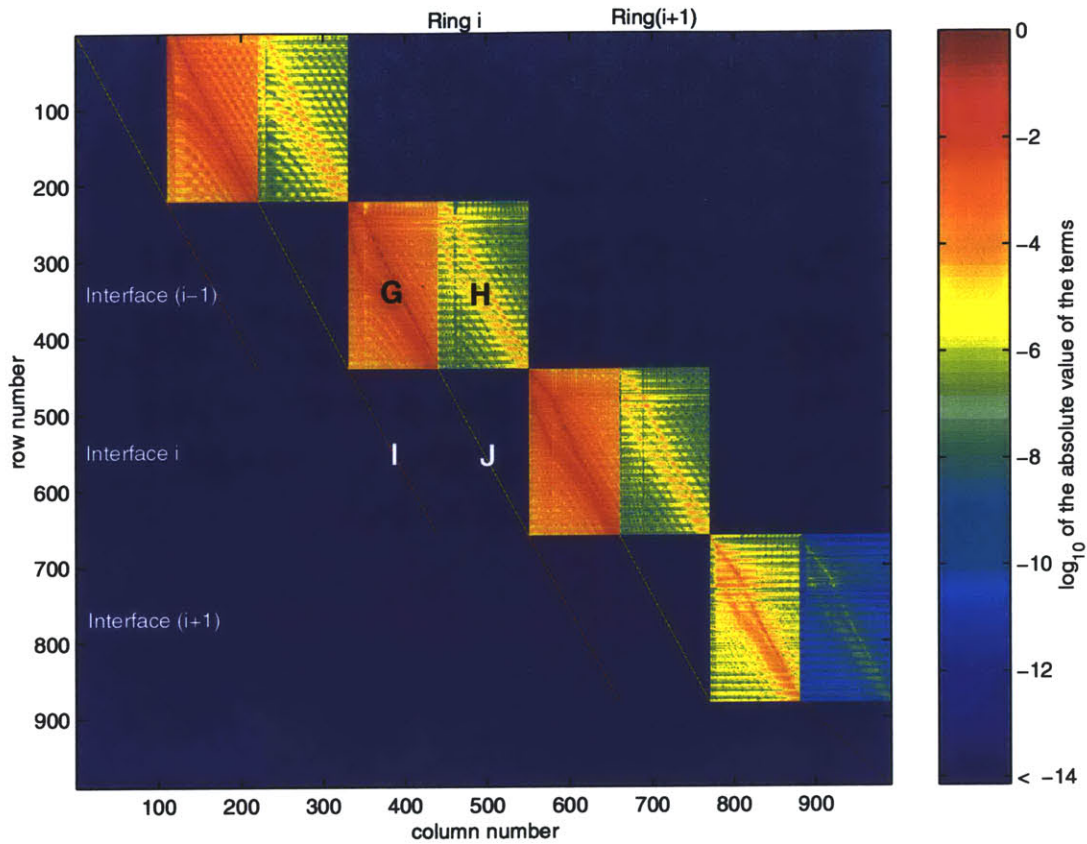 Ring i Ring(i+1)
0
100
−2
200
−4
300
Interface (i−1) G H
400
−6
500
Interface i I J
−8
600
700
−10
Interface (i+1)
800
−12
900
< −14
100 200 300 400 500 600 700 800 900
column number
row number
log10 of the absolute value of the terms